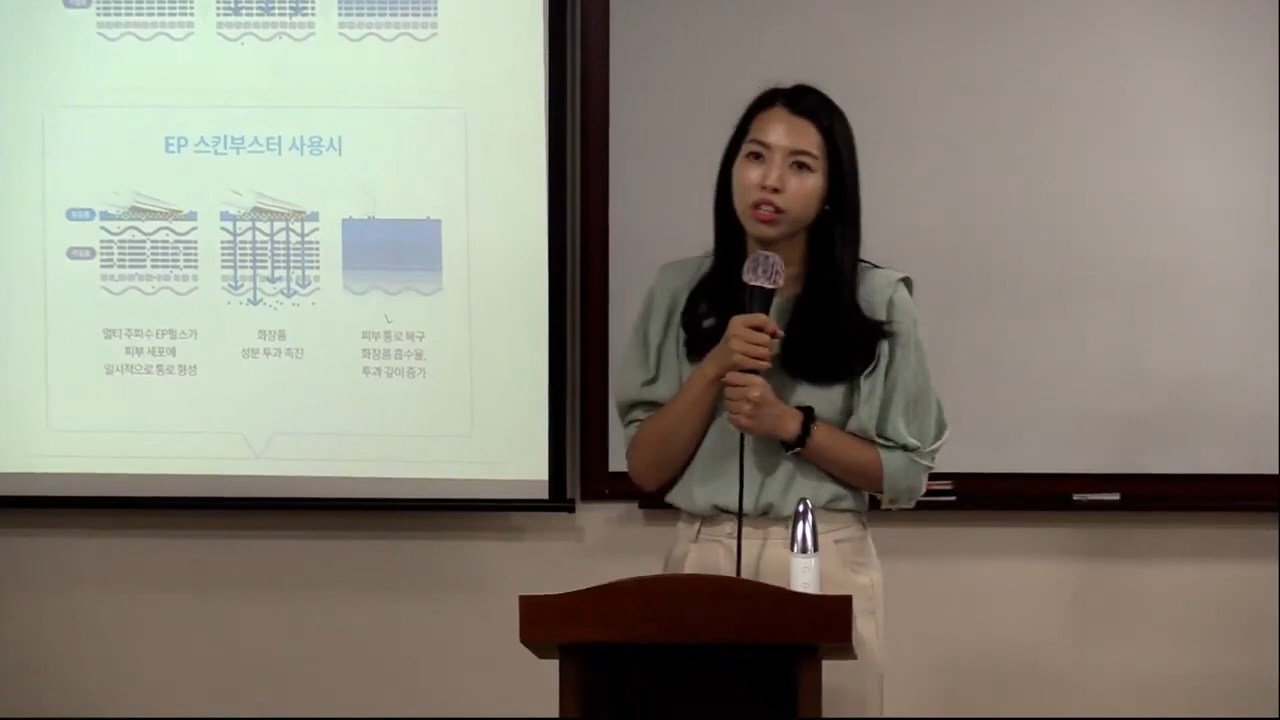 EP 스킨부스터 사용시
멀티 주파수 EP펄스가
피부 세포에
일시적으로 통로 형성
화장품
성분 투과 촉진
피부 통로 복구
화장품 흡수율,
투과 깊이 증가